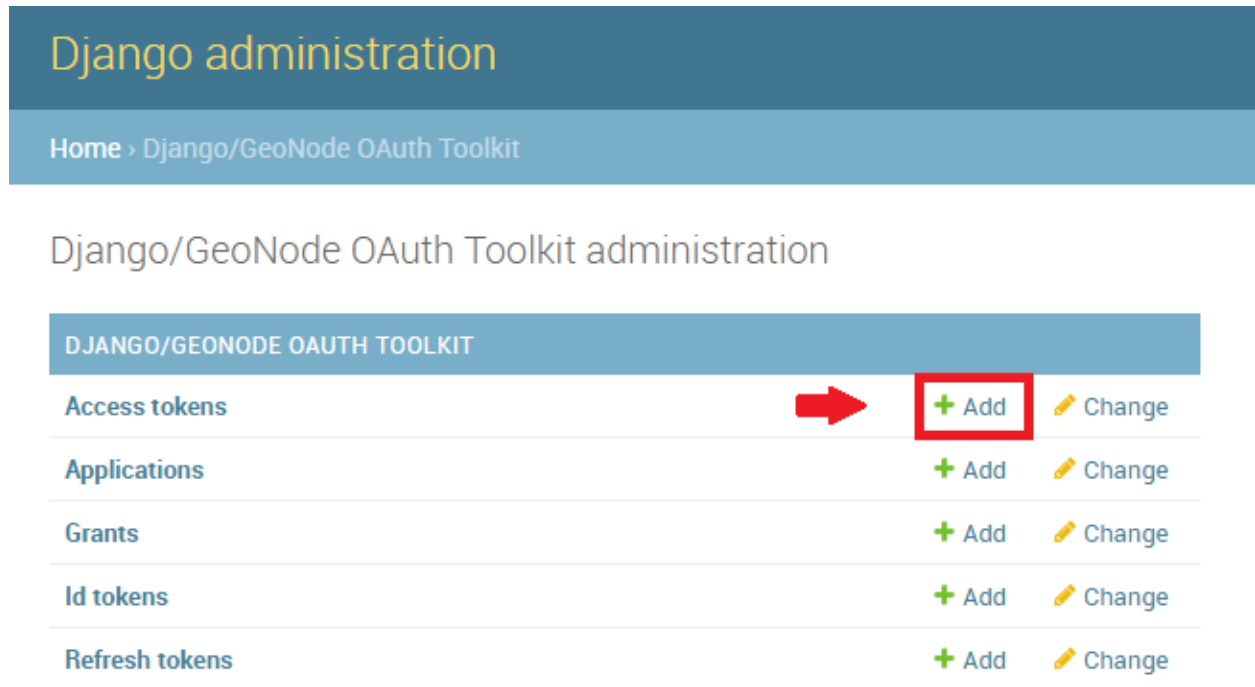 Django administration
Home › Django/GeoNode OAuth Toolkit
Django/GeoNode OAuth Toolkit administration
DJANGO/GEONODE OAUTH TOOLKIT
Access tokens Add Change
Applications Add Change
Grants Add Change
Id tokens Add Change
Refresh tokens Add Change